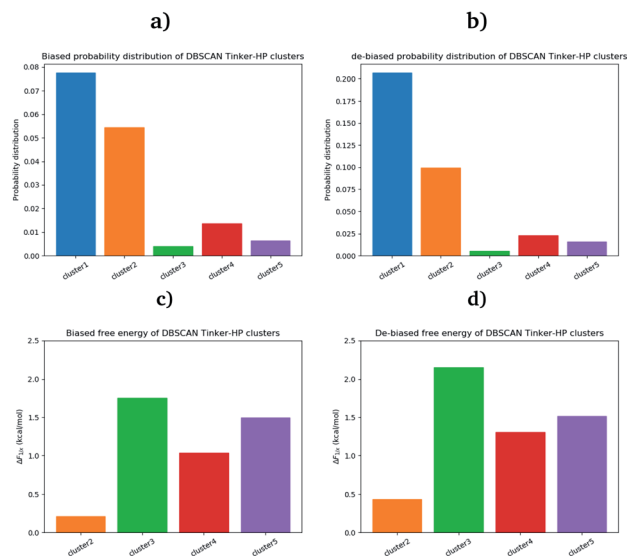 a)
Biased probability distribution of DBSCAN Tinker-HP clusters
Probability distribution
0.08
0.07
0.06
0.05
0.04
0.03
0.02
0.01
0.00
cluster1
cluster2
cluster3
cluster4
cluster5
b)
de-biased probability distribution of DBSCAN Tinker-HP clusters
Probability distribution
0.200
0.175
0.150
0.125
0.100
0.075
0.050
0.025
0.000
cluster1
cluster2
cluster3
cluster4
cluster5
c)
Biased free energy of DBSCAN Tinker-HP clusters
(kcal/mol)
2.5
2.0
1.5
1.0
0.5
0.0
cluster2
cluster3
cluster4
cluster5
d)
De-biased free energy of DBSCAN Tinker-HP clusters
(kcal/mol)
2.5
2.0
1.5
1.0
0.5
0.0
cluster2
cluster3
cluster4
cluster5